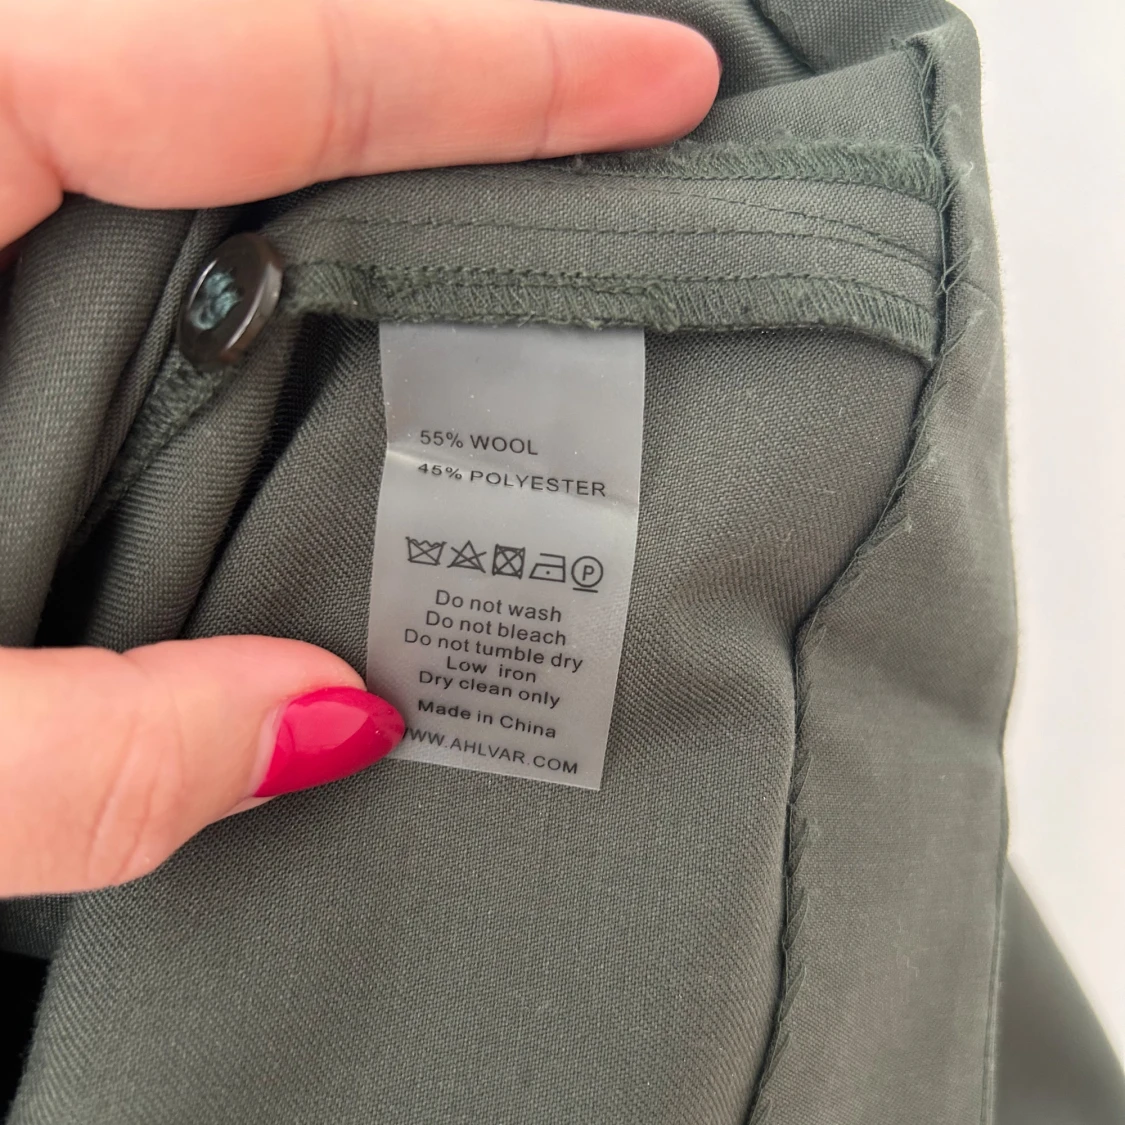 55% WOOL
45% POLYESTER
P
Do not wash
Do not bleach
Do not tumble dry
Low iron
Dry clean only
Made in China
WWW.AHLVAR.COM